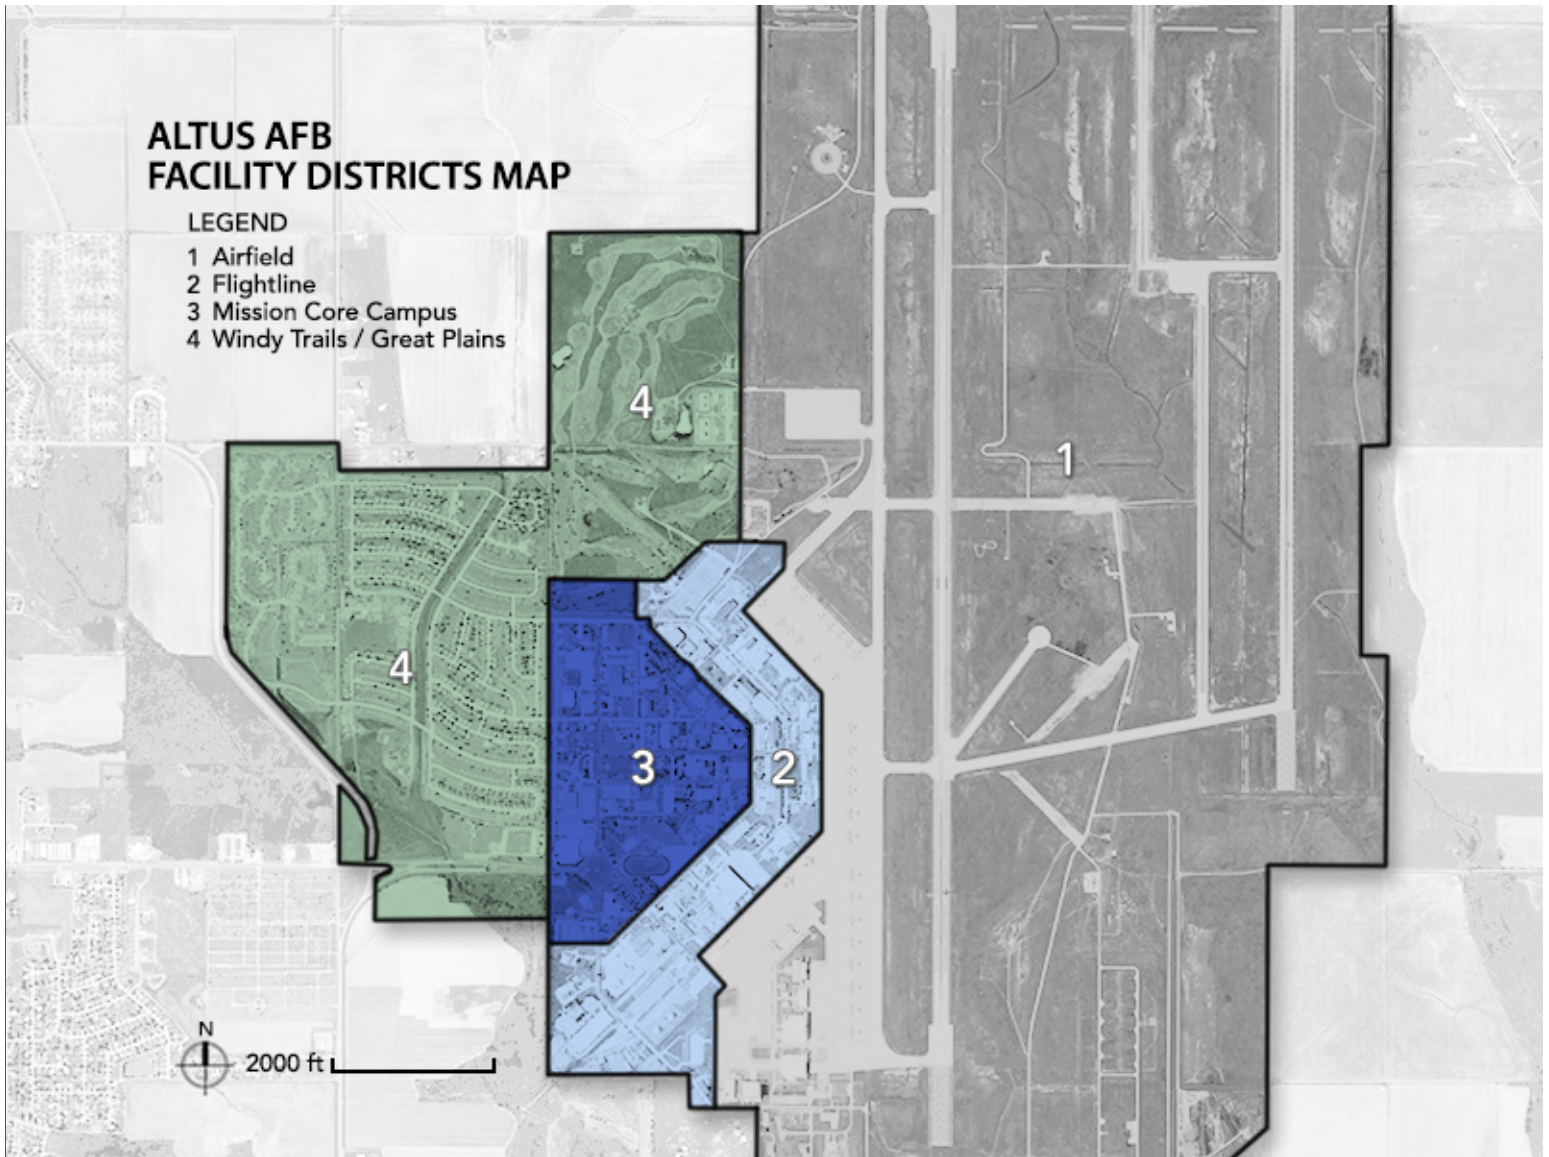 ALTUS AFB
FACILITY DISTRICTS MAP
LEGEND
1 Airfield
2 Flightline
3 Mission Core Campus
4 Windy Trails / Great Plains
4
1
4
3
2
N
2000 ft